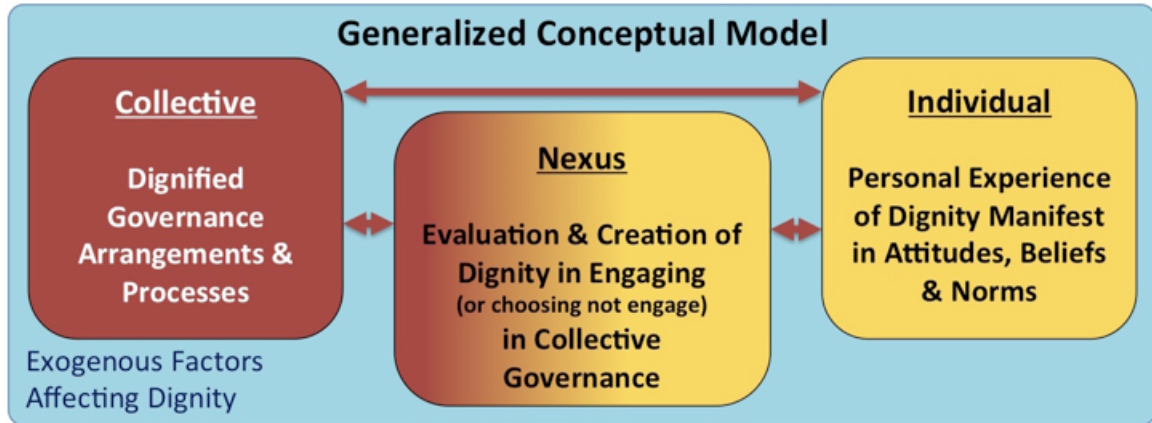 Generalized Conceptual Model
Collective
Dignified
Governance
Arrangements &
Processes
Nexus
Evaluation & Creation of
Dignity in Engaging
(or choosing not engage)
in Collective
Governance
Individual
Personal Experience
of Dignity Manifest
in Attitudes, Beliefs
& Norms
Exogenous Factors
Affecting Dignity